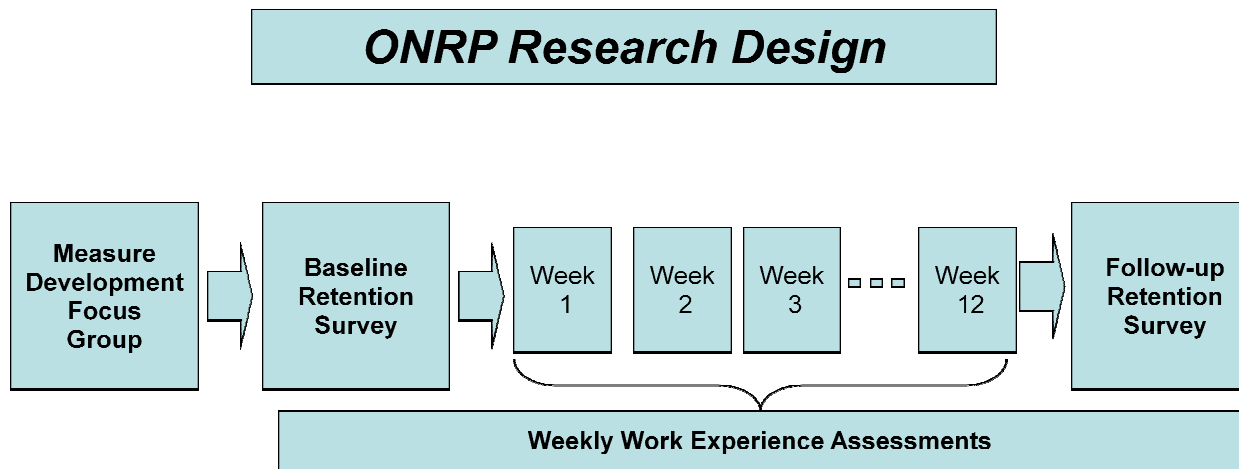 ONRP Research Design
Measure
Development
Focus
Group
Baseline
Retention
Survey
Week
1
Week
2
Week
3
Week
12
Follow-up
Retention
Survey
Weekly Work Experience Assessments